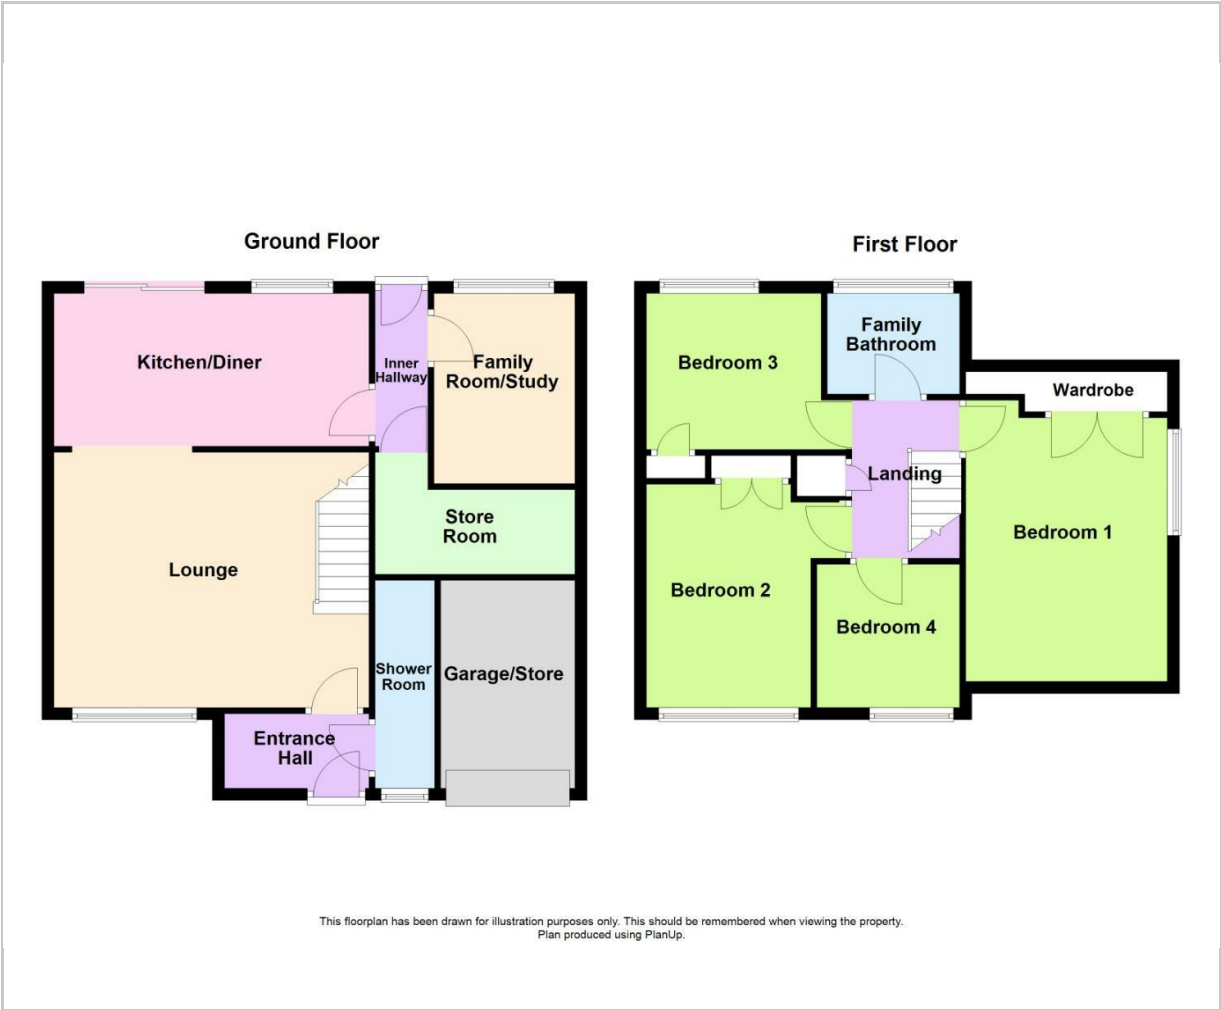 Ground Floor
Kitchen/Diner
Inner
Hallway
Family
Room/Study
Lounge
Store
Room
Shower
Room
Garage/Store
Entrance
Hall
First Floor
Bedroom 3
Family
Bathroom
Wardrobe
Landing
Bedroom 1
Bedroom 2
Bedroom 4
This floorplan has been drawn for illustration purposes only. This should be remembered when viewing the property.
Plan produced using PlanUp.